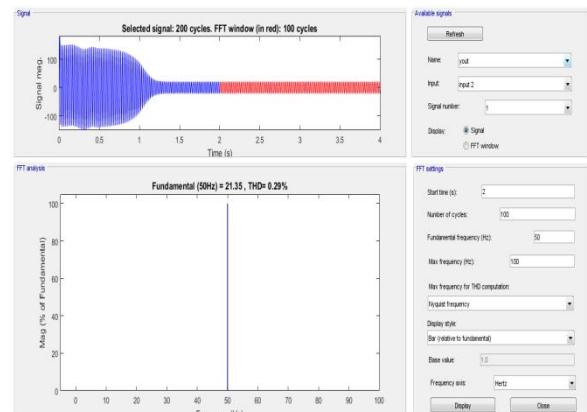 Signal
Selected signal: 200 cycles. FFT window (in red): 100 cycles
Signal mag.
100
0
-100
0
0.5
1
1.5
2
2.5
3
3.5
4
Time (s)
Available signals
Refresh
Name:
yout
Input:
input 2
Signal number:
1
Display:
Signal
FFT window
FFT analysis
Fundamental (50Hz) = 21.35 , THD= 0.29%
Mag (% of Fundamental)
100
80
60
40
20
0
0
10
20
30
40
50
60
70
80
90
100
FFT settings
Start time (s):
2
Number of cycles:
100
Fundamental frequency (Hz):
50
Max frequency (Hz):
100
Max frequency for THD computation:
Nyquist frequency
Display style:
Bar (relative to fundamental)
Base value:
1.0
Frequency axis:
Hertz
Display
Close